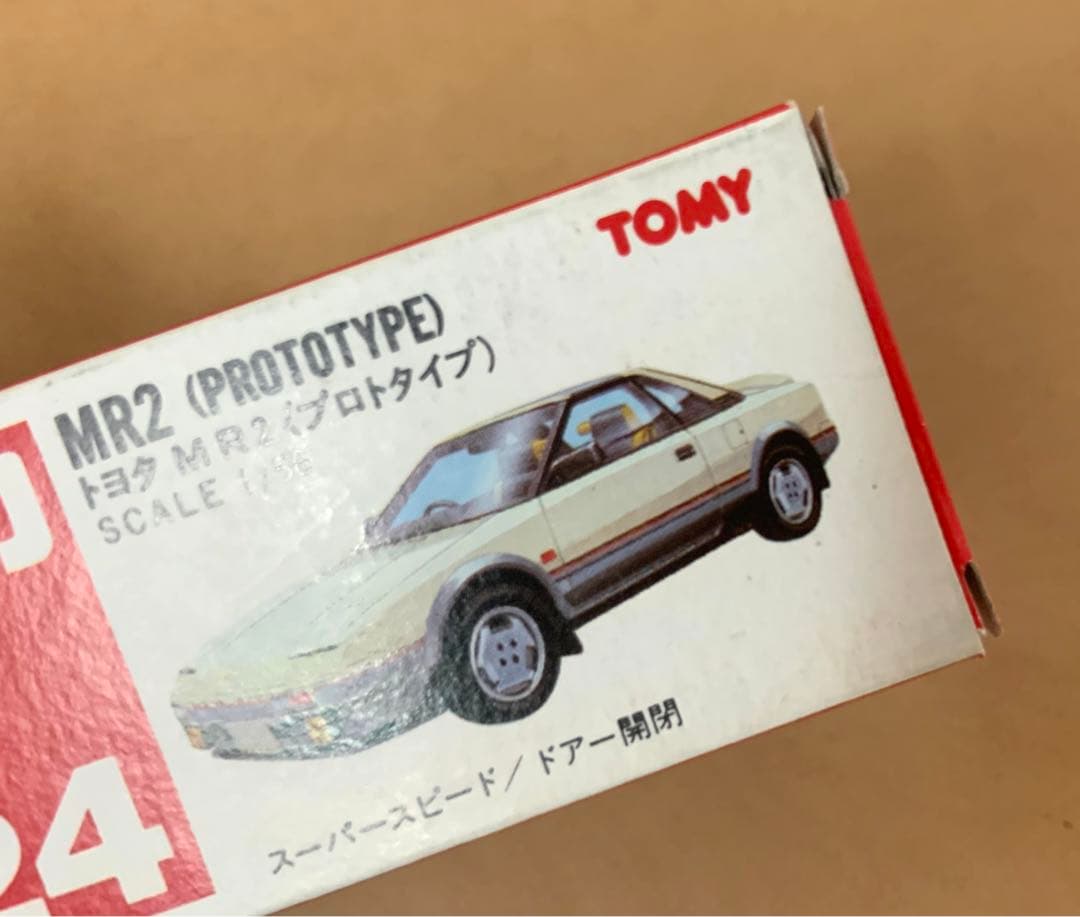 TOMY
MR2 (PROTOTYPE)
トヨタ MR2(プロトタイプ)
SCALE
スーパースピード/ドアー開閉
4